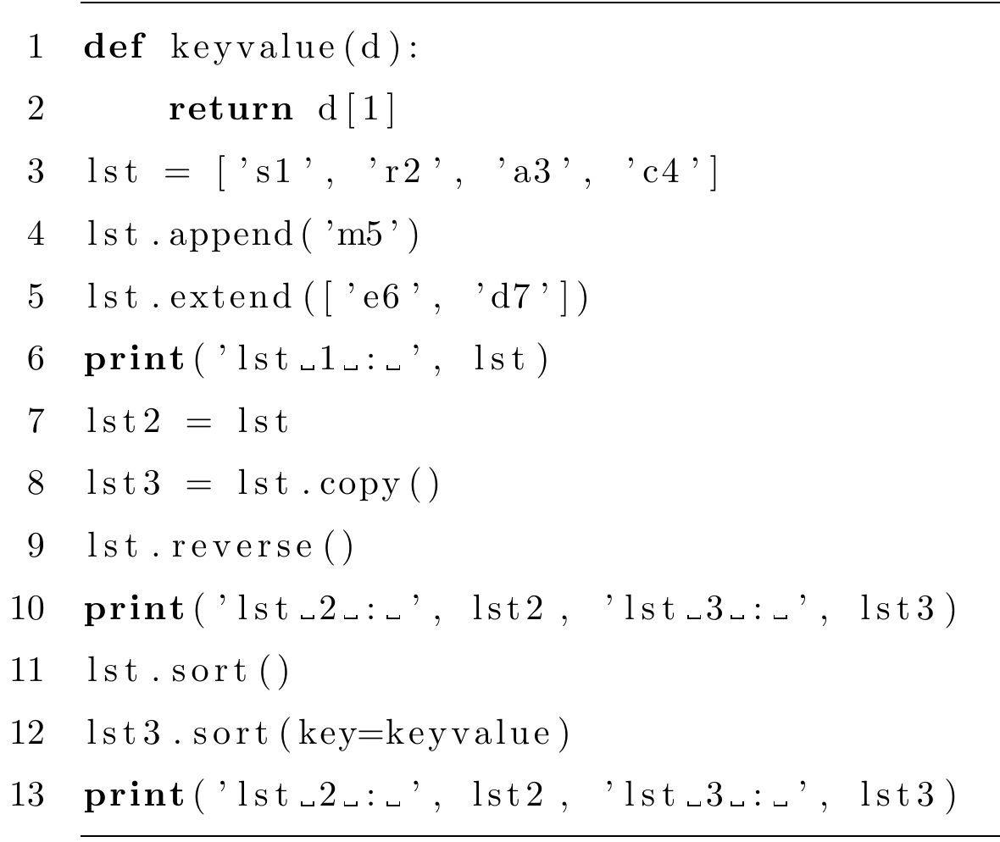 1 def keyvalue(d):
2     return d[1]
3 lst = ['s1', 'r2', 'a3', 'c4']
4 lst.append('m5')
5 lst.extend(['e6', 'd7'])
6 print('lst␣1␣:␣', lst)
7 lst2 = lst
8 lst3 = lst.copy()
9 lst.reverse()
10 print('lst␣2␣:␣', lst2, 'lst␣3␣:␣', lst3)
11 lst.sort()
12 lst3.sort(key=keyvalue)
13 print('lst␣2␣:␣', lst2, 'lst␣3␣:␣', lst3)